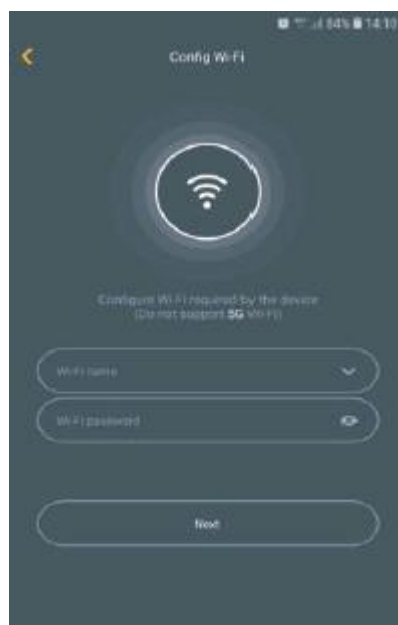 84% 14:10
Config Wi-Fi
Configure Wi-Fi required by the device
(Do not support 5G Wi-Fi)
Wi-Fi name
Wi-Fi password
Next